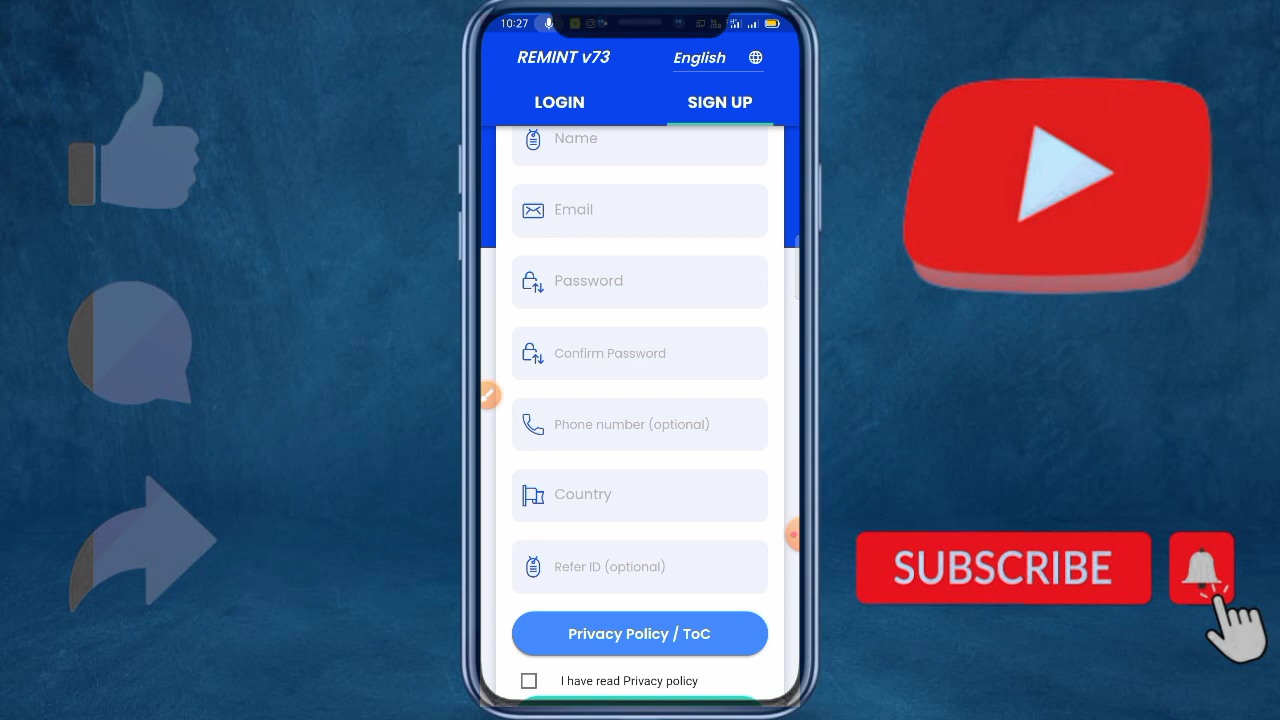 10:27
REMINT v73
English
LOGIN
SIGN UP
Name
Email
Password
Confirm Password
Phone number (optional)
Country
Refer ID (optional)
Privacy Policy / ToC
I have read Privacy policy
SUBSCRIBE